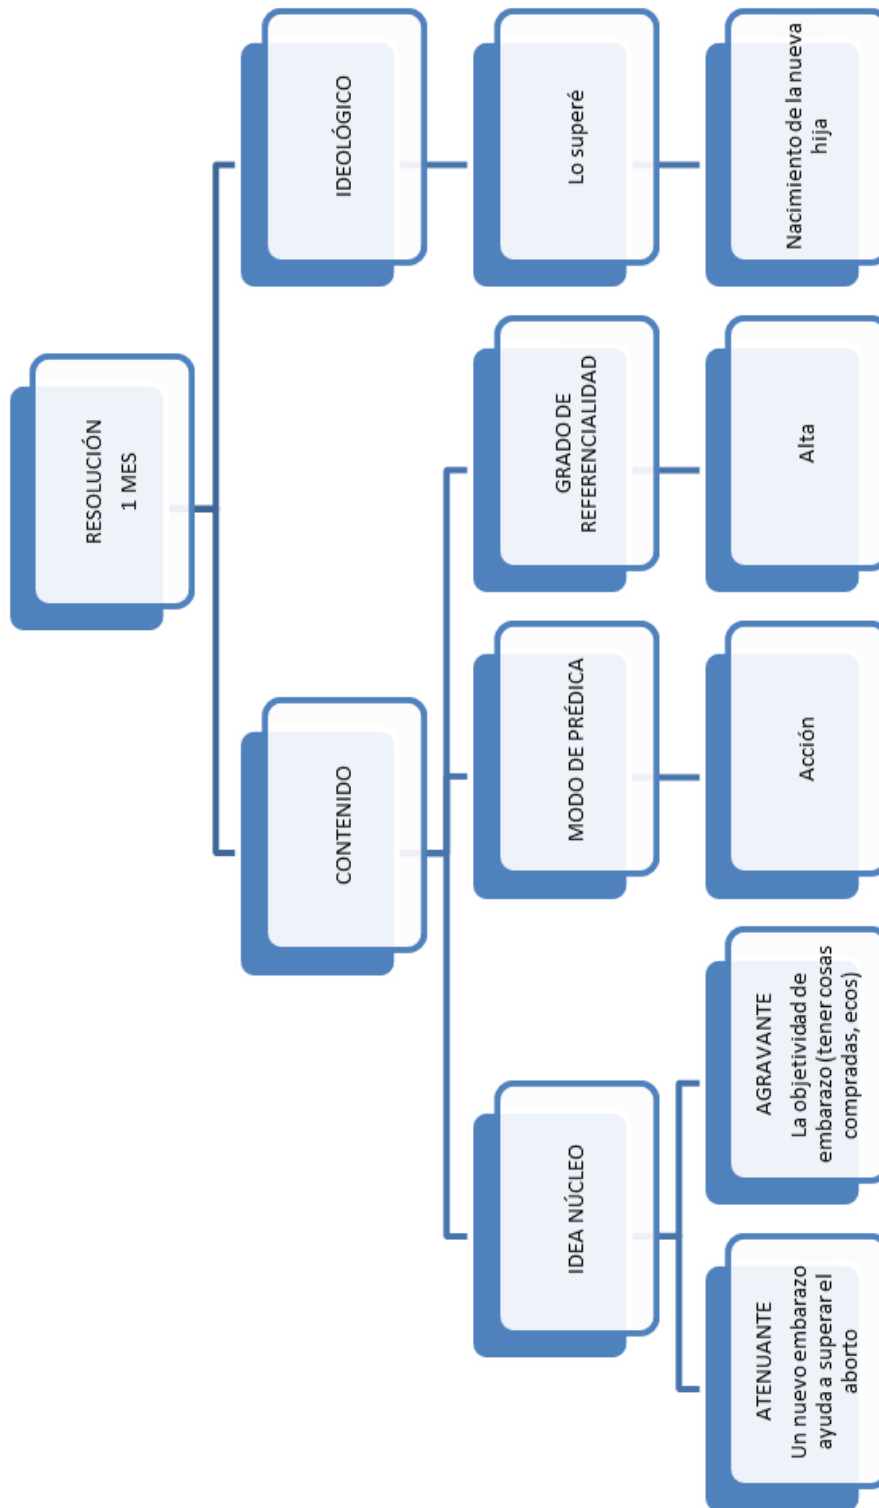 RESOLUCIÓN
1 MES
CONTENIDO
IDEOLÓGICO
IDEA NÚCLEO
MODO DE PRÉDICA
GRADO DE
REFERENCIALIDAD
Lo superé
ATENUANTE
Un nuevo embarazo
ayuda a superar el
aborto
AGRAVANTE
La objetividad de
embarazo (tener cosas
compradas, ecos)
Acción
Alta
Nacimiento de la nueva
hija